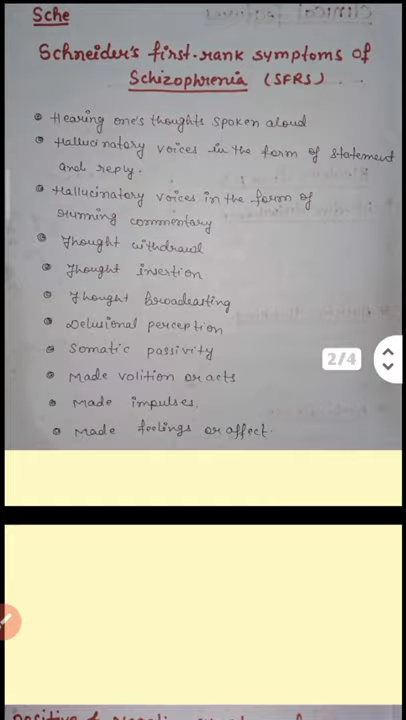 Sche
Schneider's first-rank symptoms of
Schizophrenia (SFRS)
Hearing one's thoughts spoken aloud
Hallucinatory voices in the form of statement
and reply.
Hallucinatory voices in the form of
running commentary
Thought withdrawal
Thought insertion
Thought Broadcasting
Delusional perception
Somatic passivity
2/4
Made volition or acts
Made impulses.
Made feelings or affect.
positive &